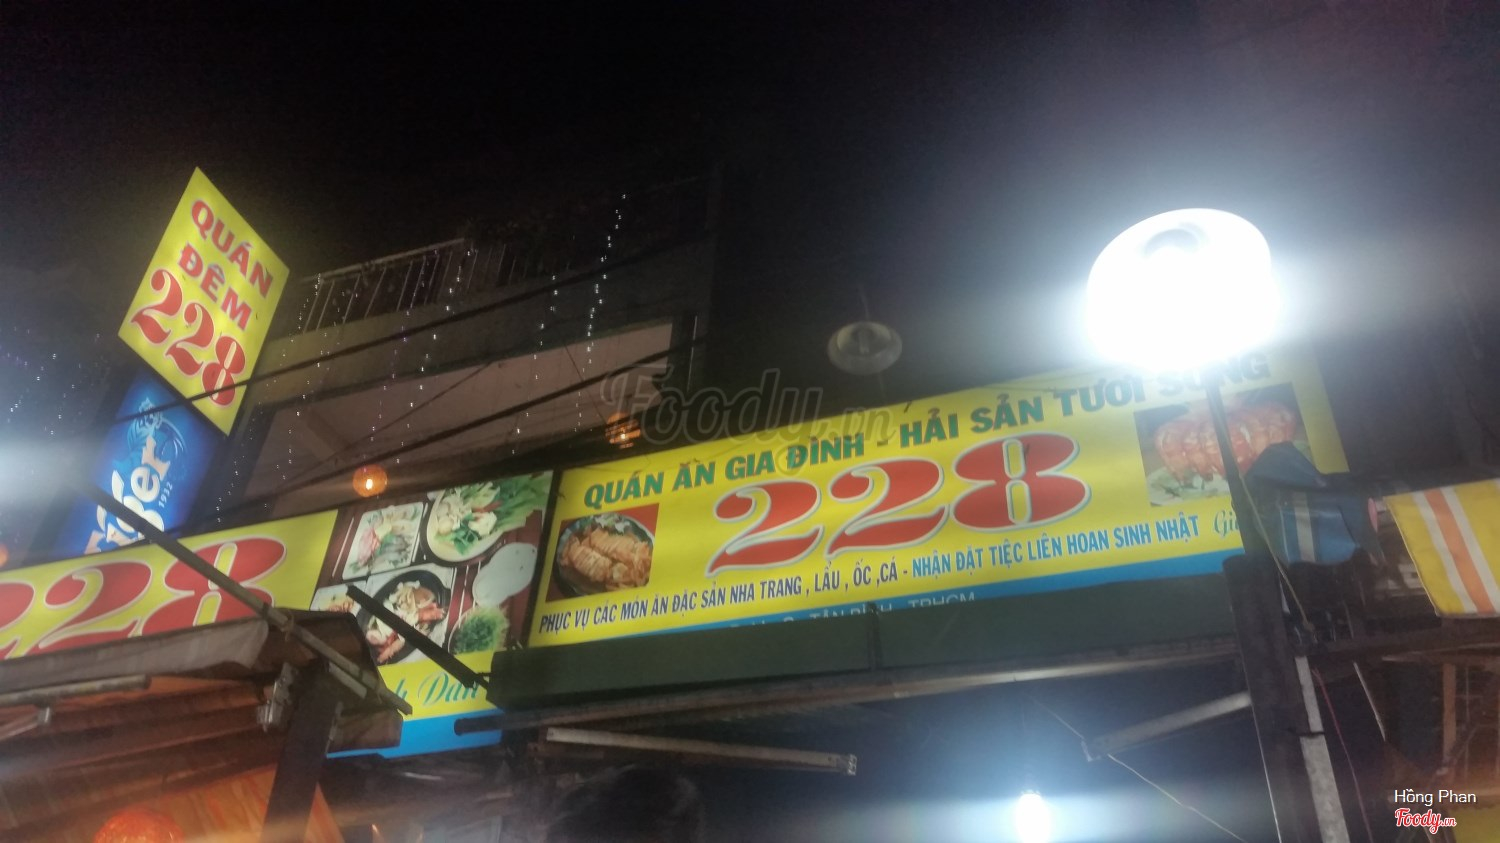 QUÁN
ĐÊM
228
1932
228
QUÁN ĂN GIA ĐÌNH - HẢI SẢN TƯƠI SỐNG
228
PHỤC VỤ CÁC MÓN ĂN ĐẶC SẢN NHA TRANG , LẨU , ỐC ,CÁ - NHẬN ĐẶT TIỆC LIÊN HOAN SINH NHẬT
TÂN BÌNH - TPHCM
Foody.vn
Hồng Phan
Foody.vn